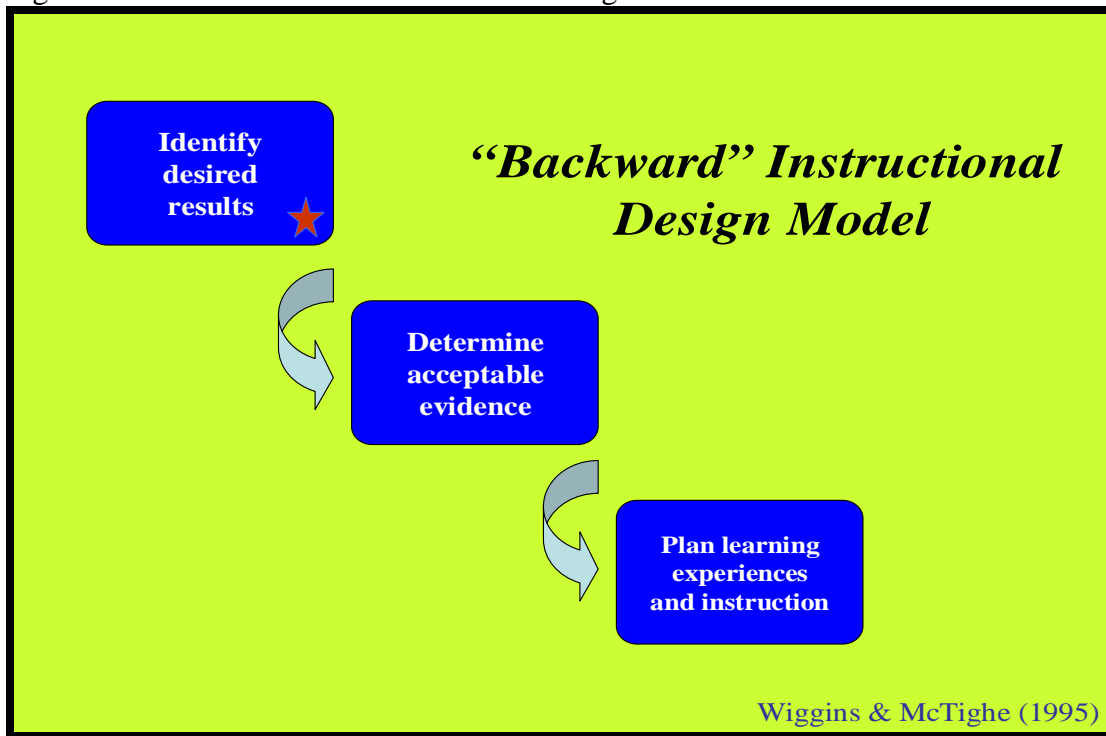 Identify
desired
results
“Backward” Instructional
Design Model
Determine
acceptable
evidence
Plan learning
experiences
and instruction
Wiggins & McTighe (1995)